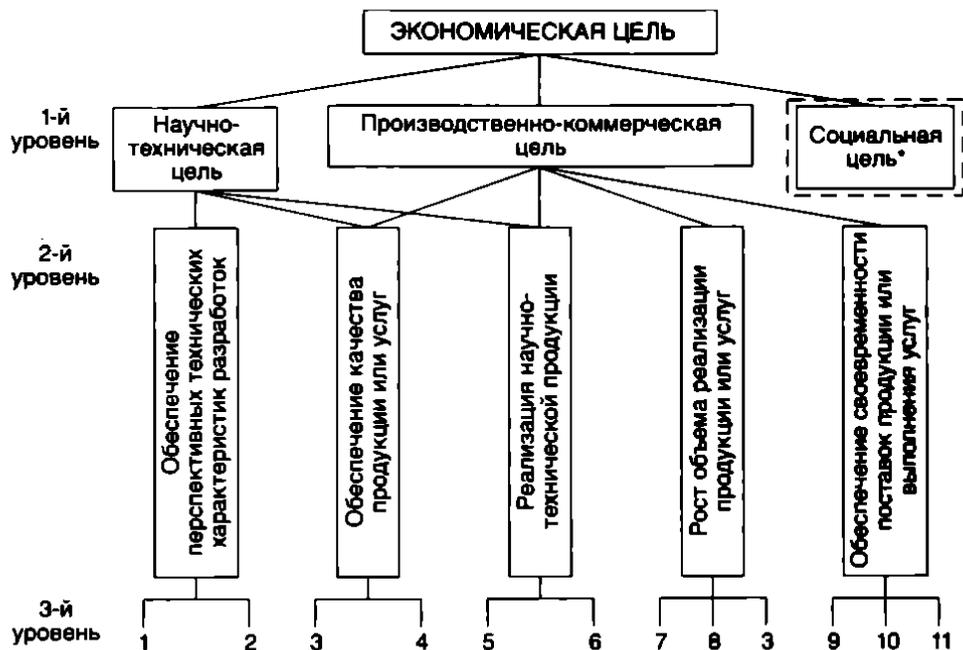 ЭКОНОМИЧЕСКАЯ ЦЕЛЬ
1-й
уровень
Научно-
техническая
цель
Производственно-коммерческая
цель
Социальная
цель*
2-й
уровень
Обеспечение
перспективных технических
характеристик разработок
Обеспечение качества
продукции или услуг
Реализация научно-
технической продукции
Рост объема реализации
продукции или услуг
Обеспечение своевременности
поставок продукции или
выполнения услуг
3-й
уровень
1 2 3 4 5 6 7 8 3 9 10 11